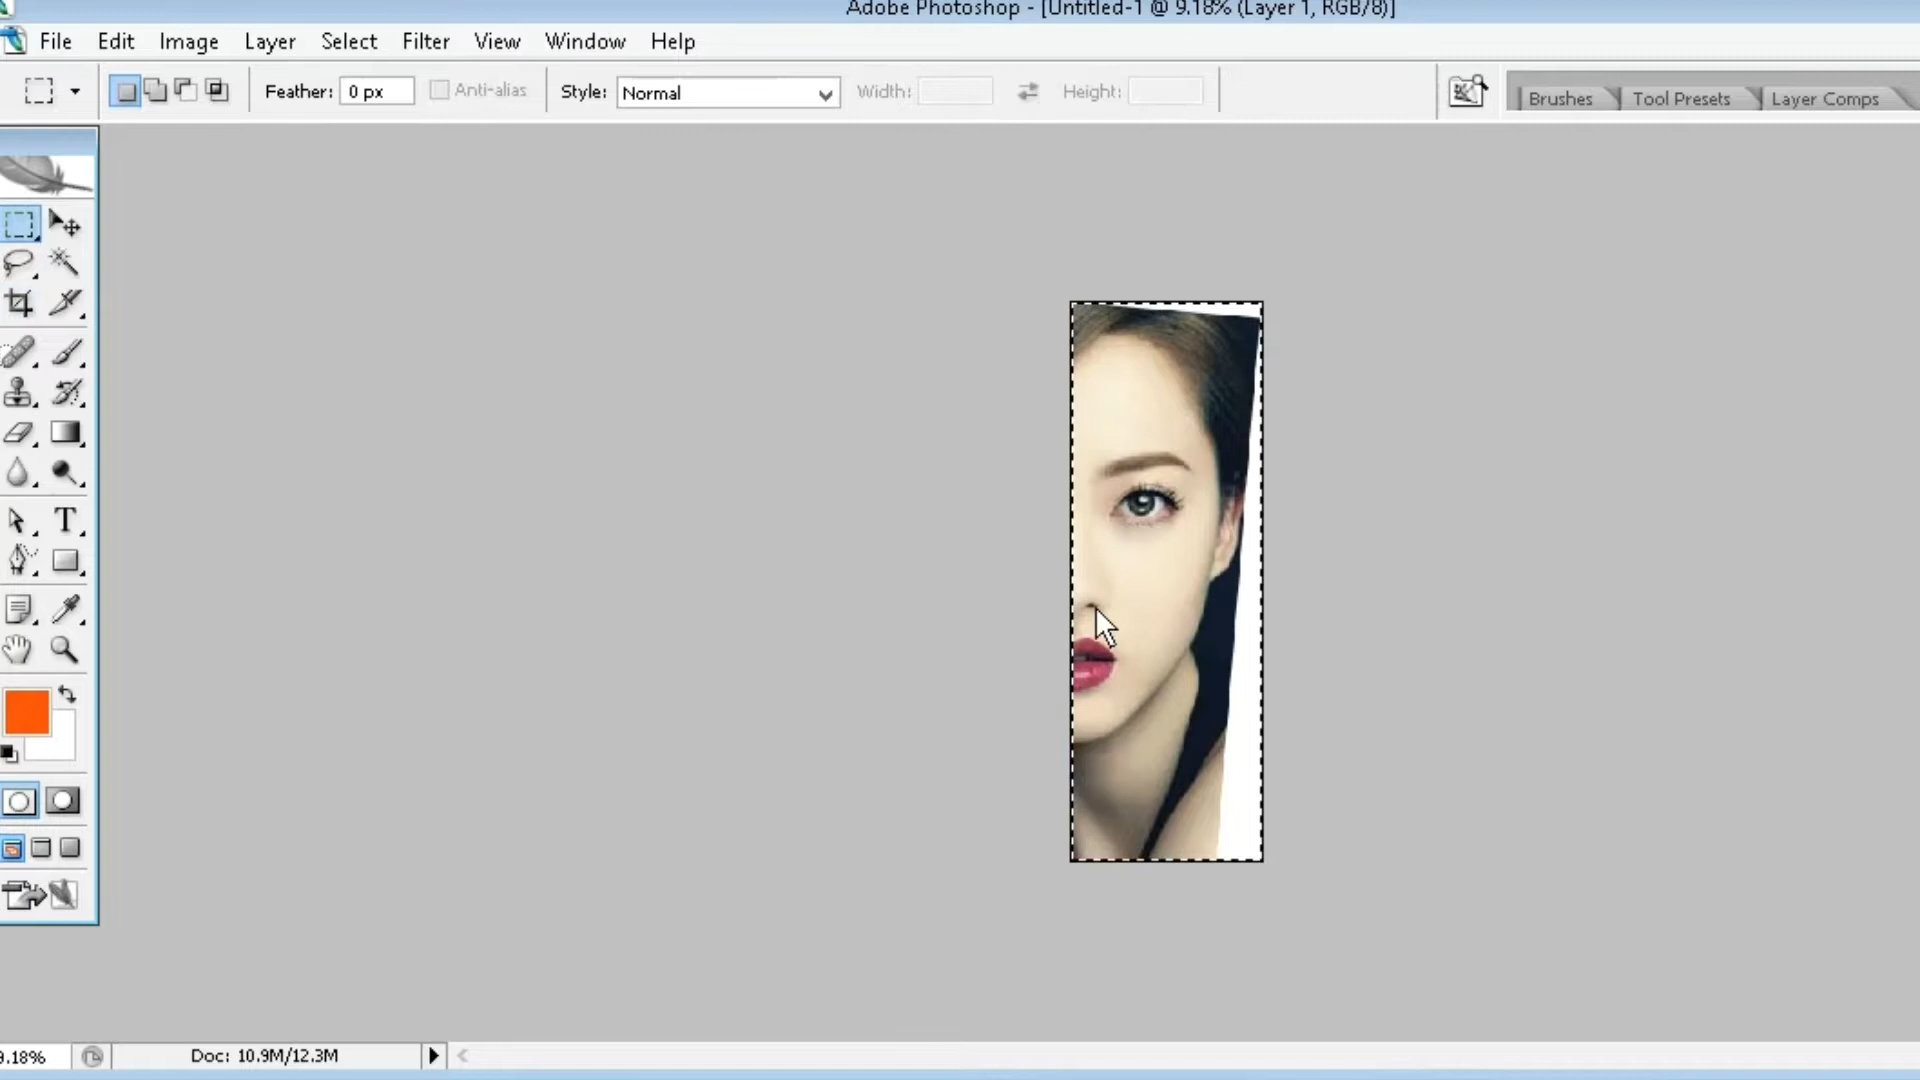 Adobe Photoshop - [Untitled-1 @ 9.18% (Layer 1, RGB/8)]
File Edit Image Layer Select Filter View Window Help
Feather: 0 px Anti-alias Style: Normal Width: Height: Brushes Tool Presets Layer Comps
T
9.18% Doc: 10.9M/12.3M